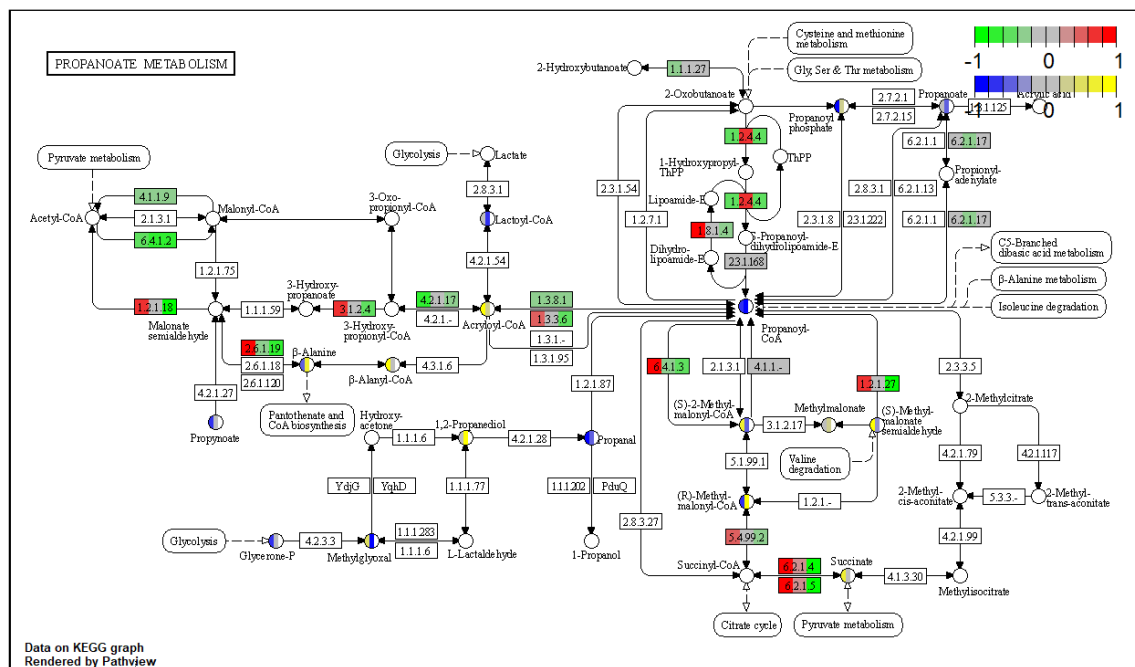 PROPANOATE METABOLISM
Cysteine and methionine
metabolism
Gly, Ser & Thr metabolism
2-Hydroxybutanoate
1.1.1.27
2-Oxobutanoate
-1 0 1
-1 0 1
Propanoyl
phosphate
2.7.2.1
2.7.2.15
Propanoate
Acrylic acid
1.3.1.125
1.2.4.4
ThPP
1-Hydroxypropyl-
ThPP
6.2.1.1
6.2.1.17
Propionyl-
adenylate
2.3.1.54
1.2.7.1
Lipoamide-E
1.2.4.4
1.8.1.4
S-Propanoyl-
dihydrolipoamide-E
Dihydro-
lipoamide-E
2.3.1.168
2.8.3.1
6.2.1.13
2.3.1.8
2.3.1.222
6.2.1.1
6.2.1.17
C5-Branched
dibasic acid metabolism
β-Alanine metabolism
Isoleucine degradation
Pyruvate metabolism
Glycolysis
Lactate
2.8.3.1
Lactoyl-CoA
4.2.1.54
4.1.1.9
Acetyl-CoA
2.1.3.1
Malonyl-CoA
6.4.1.2
3-Oxo-
propionyl-CoA
1.2.1.75
1.2.1.18
Malonate
semialdehyde
1.1.1.59
3-Hydroxy-
propanoate
3.1.2.4
3-Hydroxy-
propionyl-CoA
4.2.1.17
4.2.1.-
Acryloyl-CoA
1.3.8.1
1.3.3.6
1.3.1.-
1.3.1.95
Propanoyl-
CoA
2.6.1.19
2.6.1.18
2.6.1.120
β-Alanine
β-Alanyl-CoA
4.3.1.6
4.2.1.27
Propynoate
Pantothenate and
CoA biosynthesis
1.2.1.87
6.4.1.3
2.1.3.1
4.1.1.-
1.2.1.27
2.3.3.5
Hydroxy-
acetone
1.1.1.6
1,2-Propanediol
4.2.1.28
Propanal
(S)-2-Methyl-
malonyl-CoA
3.1.2.17
Methylmalonate
(S)-Methyl-
malonate
semialdehyde
2-Methylcitrate
Valine
degradation
5.1.99.1
4.2.1.79
4.2.1.117
YdjG
YqhD
1.1.1.77
1.1.1.202
PduQ
(R)-Methyl-
malonyl-CoA
1.2.1.-
2-Methyl-
cis-aconitate
5.3.3.-
2-Methyl-
trans-aconitate
2.8.3.27
Glycolysis
Glycerone-P
4.2.3.3
Methylglyoxal
1.1.1.283
1.1.1.6
L-Lactaldehyde
1-Propanol
5.4.99.2
4.2.1.99
Succinyl-CoA
6.2.1.4
6.2.1.5
Succinate
4.1.3.30
Methylisocitrate
Citrate cycle
Pyruvate metabolism
Data on KEGG graph
Rendered by Pathview